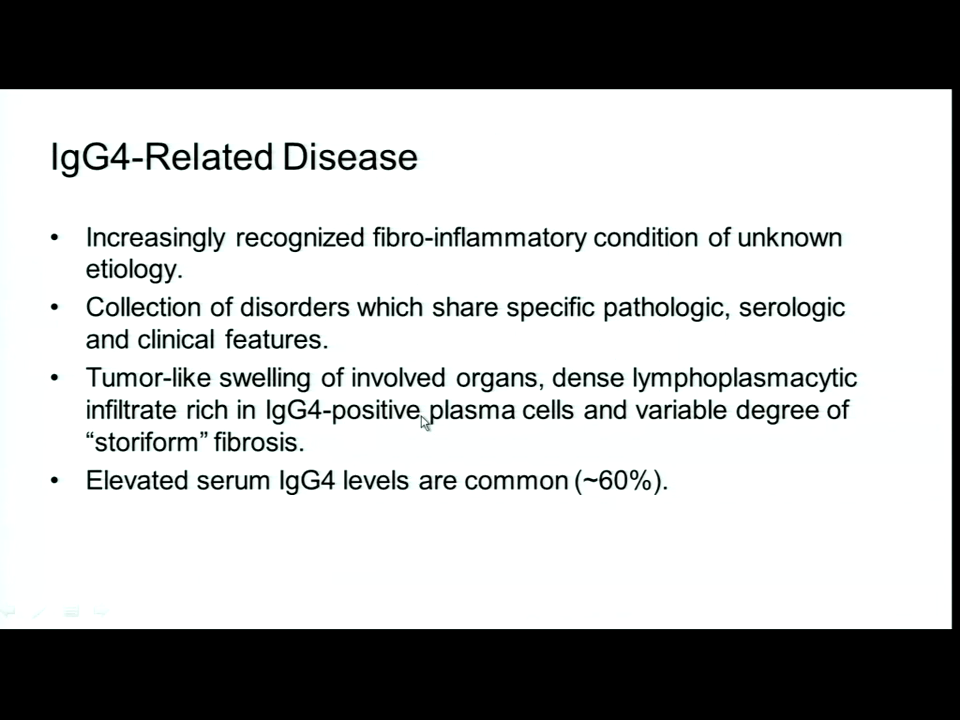 IgG4-Related Disease
• Increasingly recognized fibro-inflammatory condition of unknown
etiology.
• Collection of disorders which share specific pathologic, serologic
and clinical features.
• Tumor-like swelling of involved organs, dense lymphoplasmacytic
infiltrate rich in IgG4-positive plasma cells and variable degree of
“storiform” fibrosis.
• Elevated serum IgG4 levels are common (~60%).